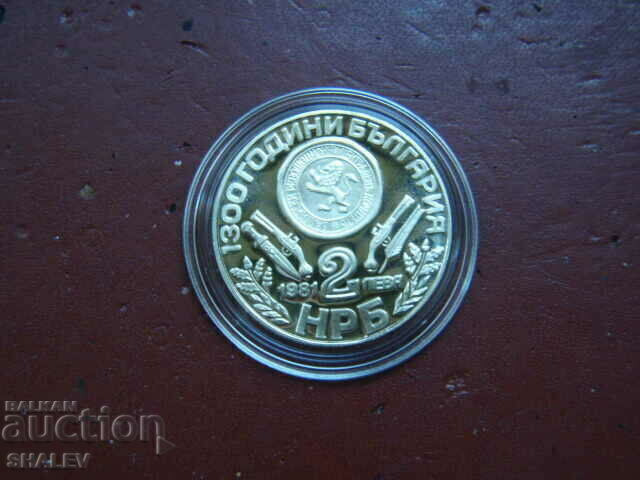 1300 ГОДИНИ БЪЛГАРИЯ
1981 2 ЛЕВА
НРБ
BALKAN
auction
SHALEV